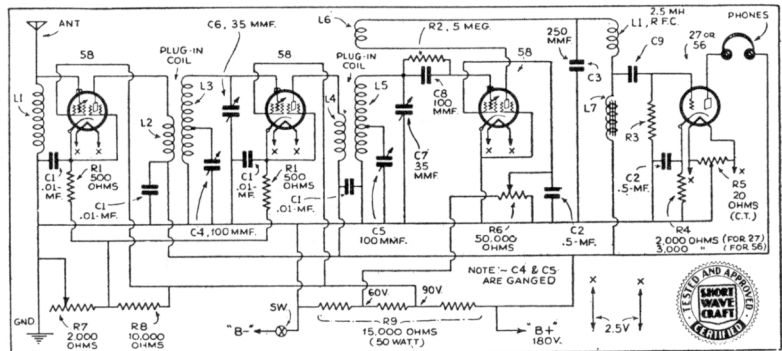 ANT
58
C6, 35 MMF.
58
L6
R2, 5 MEG.
250
MMF.
2.5 MH
L1, R.F.C.
27 OR
56
PHONES
PLUG-IN
COIL
PLUG-IN
COIL
58
C9
L1
L2
L3
L4
L5
C8
100
MMF.
C3
L7
R3
X X
X X
X X
X X
C1
.01-
MF.
R1
500
OHMS
C1
.01-MF.
C4, 100 MMF.
C1
.01-
MF.
R1
500
OHMS
C1
.01-MF.
C5
100 MMF.
C7
35
MMF.
R6
50,000
OHMS
C2
.5-MF.
C2
.5-MF.
R4
2,000 OHMS (FOR 27)
3,000 " (FOR 56)
R5
20
OHMS
(C.T.)
NOTE:- C4 & C5
ARE GANGED
GND.
R7
2,000
OHMS
R8
10,000
OHMS
SW.
"B-"
60V.
90V.
R9
15,000 OHMS
(50 WATT)
"B+"
180V.
X X
2.5V
TESTED AND APPROVED
SHORT
WAVE
CRAFT
CERTIFIED